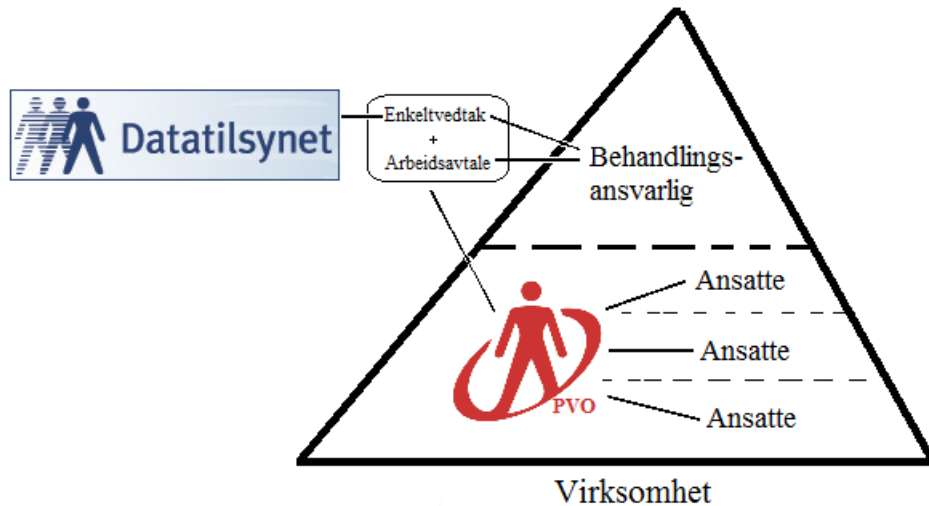 Datatilsynet
Enkeltvedtak
+
Arbeidsavtale
Behandlings-
ansvarlig
Ansatte
Ansatte
PVO
Ansatte
Virksomhet